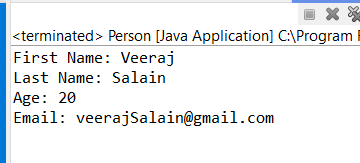 <terminated> Person [Java Application] C:\Program F
First Name: Veeraj
Last Name: Salain
Age: 20
Email: veerajSalain@gmail.com